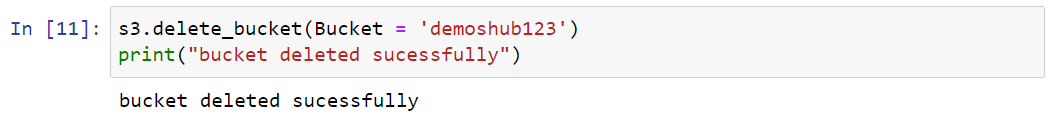 In [11]: s3.delete_bucket(Bucket = 'demoshub123')
print("bucket deleted sucessfully")
bucket deleted sucessfully